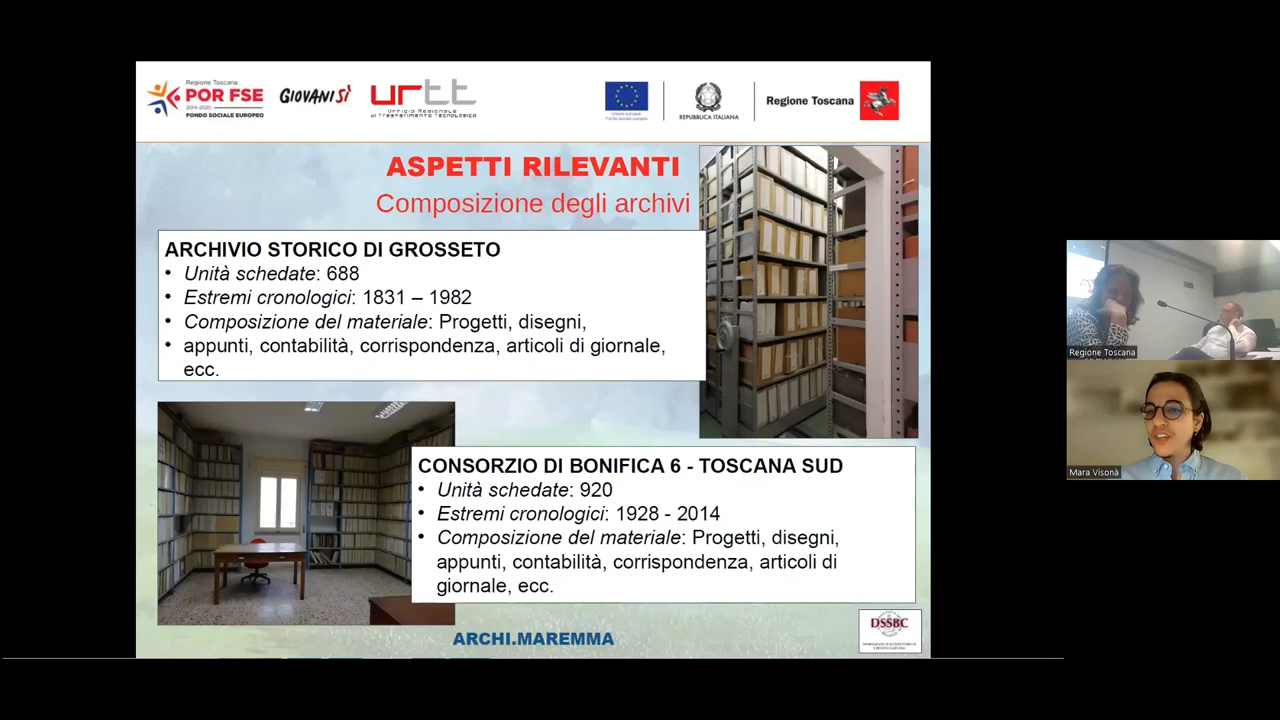 Regione Toscana
POR FSE
2014-2020
FONDO SOCIALE EUROPEO
GIOVANISÌ
urtt
Ufficio Regionale
di Trasferimento Tecnologico
Unione europea
Fondo sociale europeo
REPUBBLICA ITALIANA
Regione Toscana
ASPETTI RILEVANTI
Composizione degli archivi
ARCHIVIO STORICO DI GROSSETO
• Unità schedate: 688
• Estremi cronologici: 1831 – 1982
• Composizione del materiale: Progetti, disegni,
• appunti, contabilità, corrispondenza, articoli di giornale,
ecc.
CONSORZIO DI BONIFICA 6 - TOSCANA SUD
• Unità schedate: 920
• Estremi cronologici: 1928 - 2014
• Composizione del materiale: Progetti, disegni,
appunti, contabilità, corrispondenza, articoli di
giornale, ecc.
ARCHI.MAREMMA
DSSBC
Regione Toscana
Mara Visonà